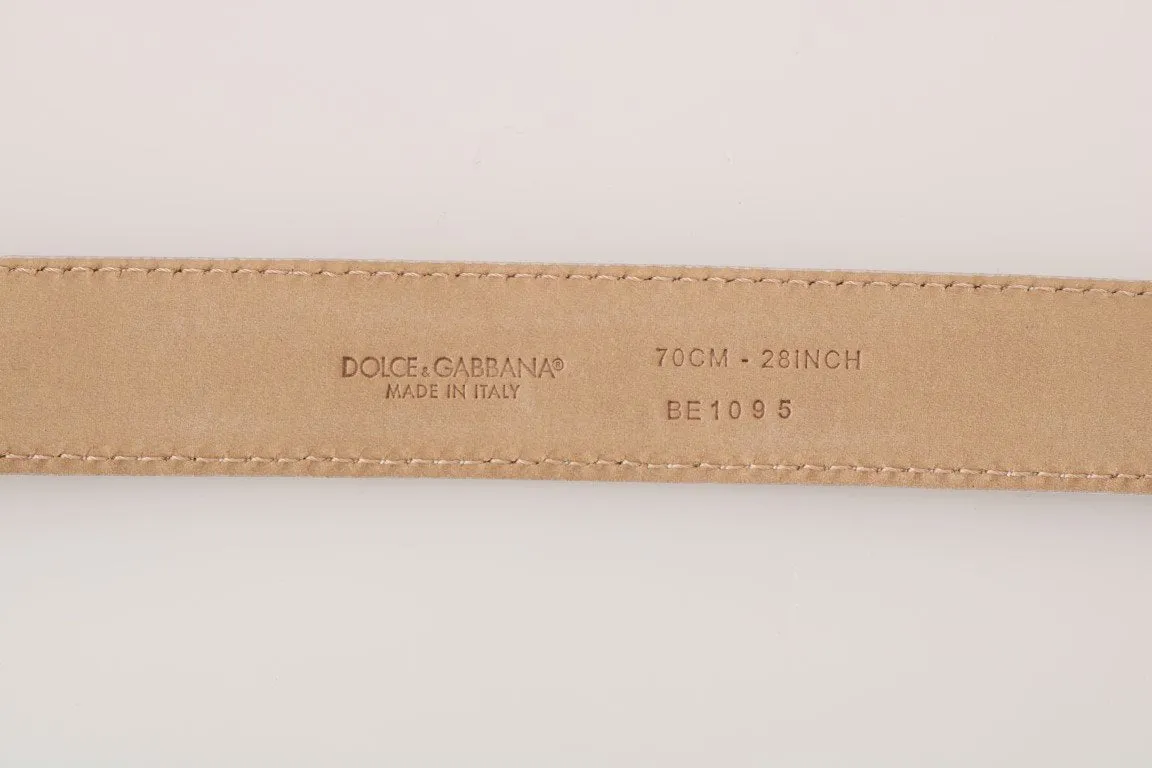 DOLCE&GABBANA®
MADE IN ITALY
70CM - 28INCH
BE1095